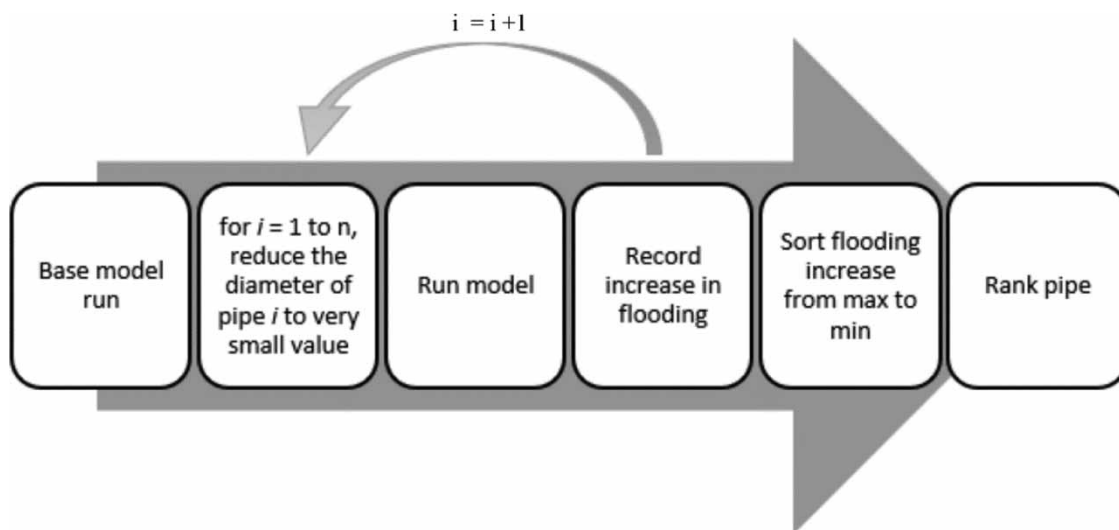 i = i +1
Base model
run
for i = 1 to n,
reduce the
diameter of
pipe i to very
small value
Run model
Record
increase in
flooding
Sort flooding
increase
from max to
min
Rank pipe